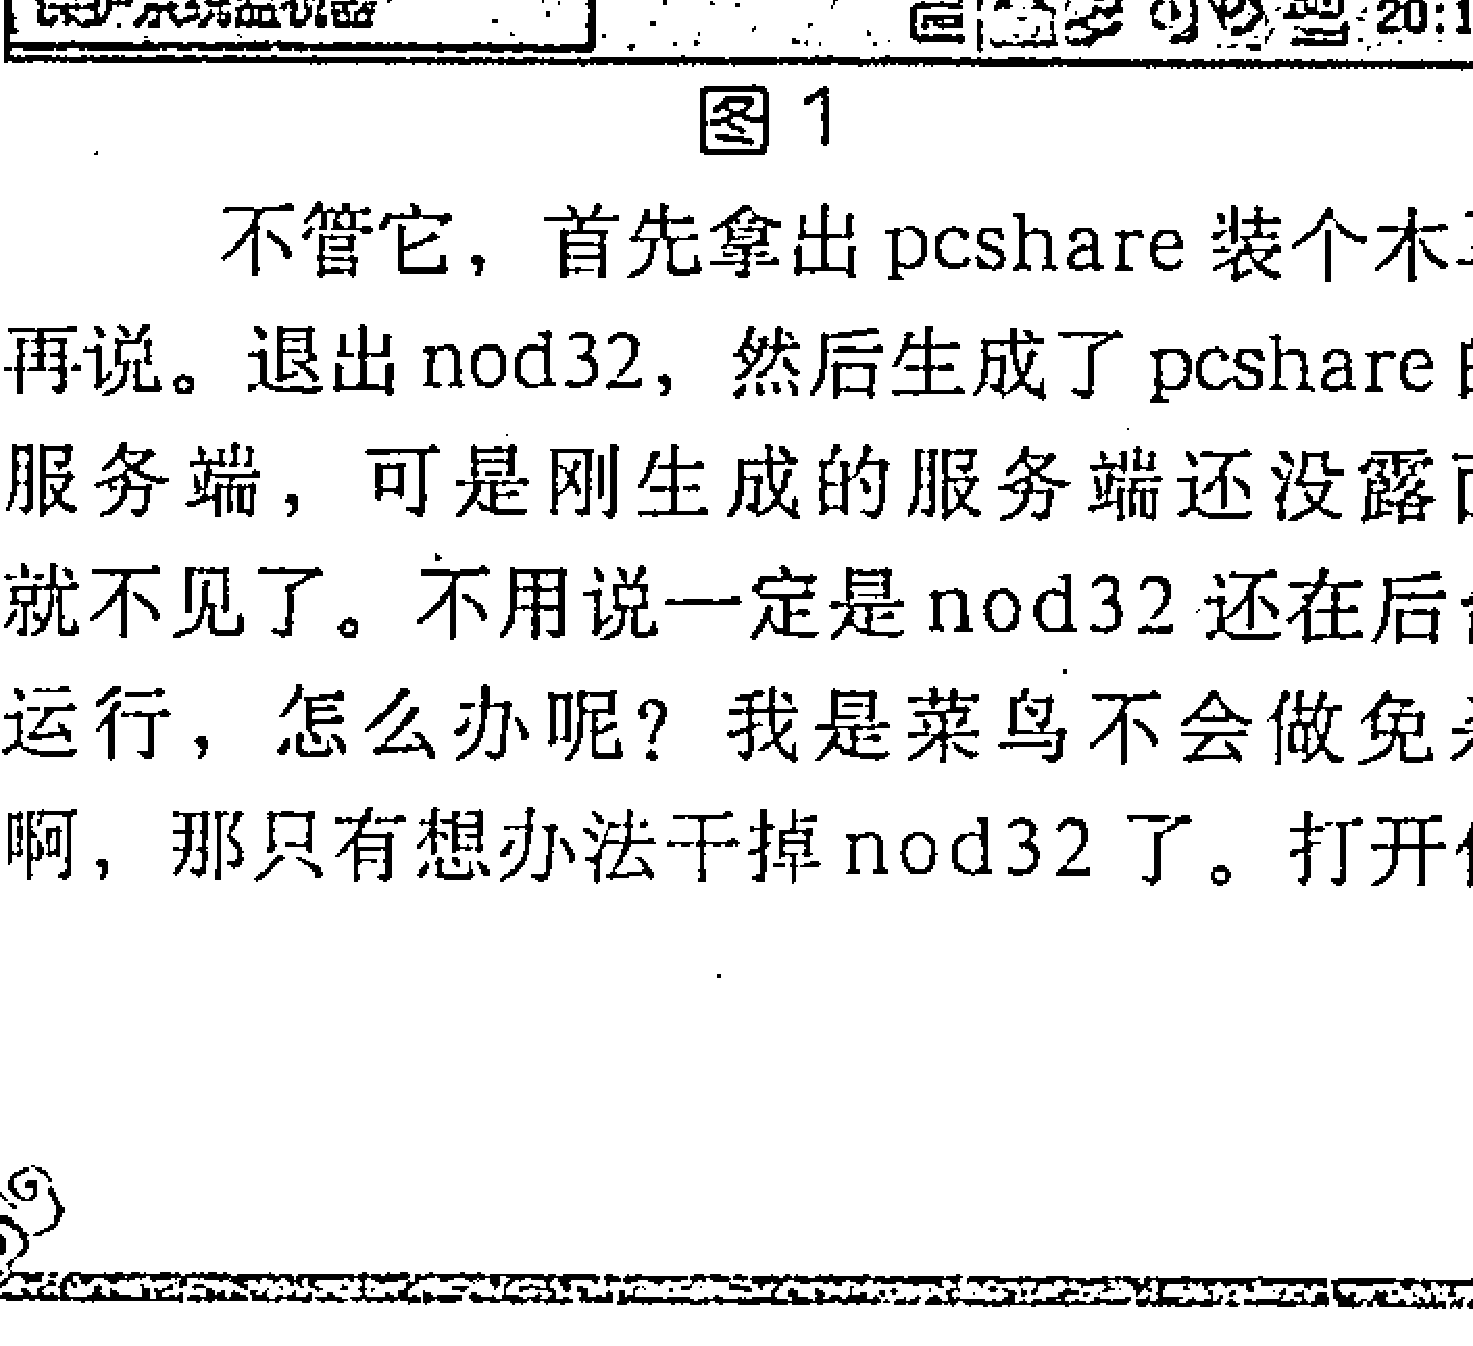 20:1
图 1
不管它，首先拿出 pcshare 装个木
再说。退出 nod32，然后生成了 pcshare
服务端，可是刚生成的服务端还没露
就不见了。不用说一定是 nod32 还在后
运行，怎么办呢？我是菜鸟不会做免
啊，那只有想办法干掉 nod32 了。打开